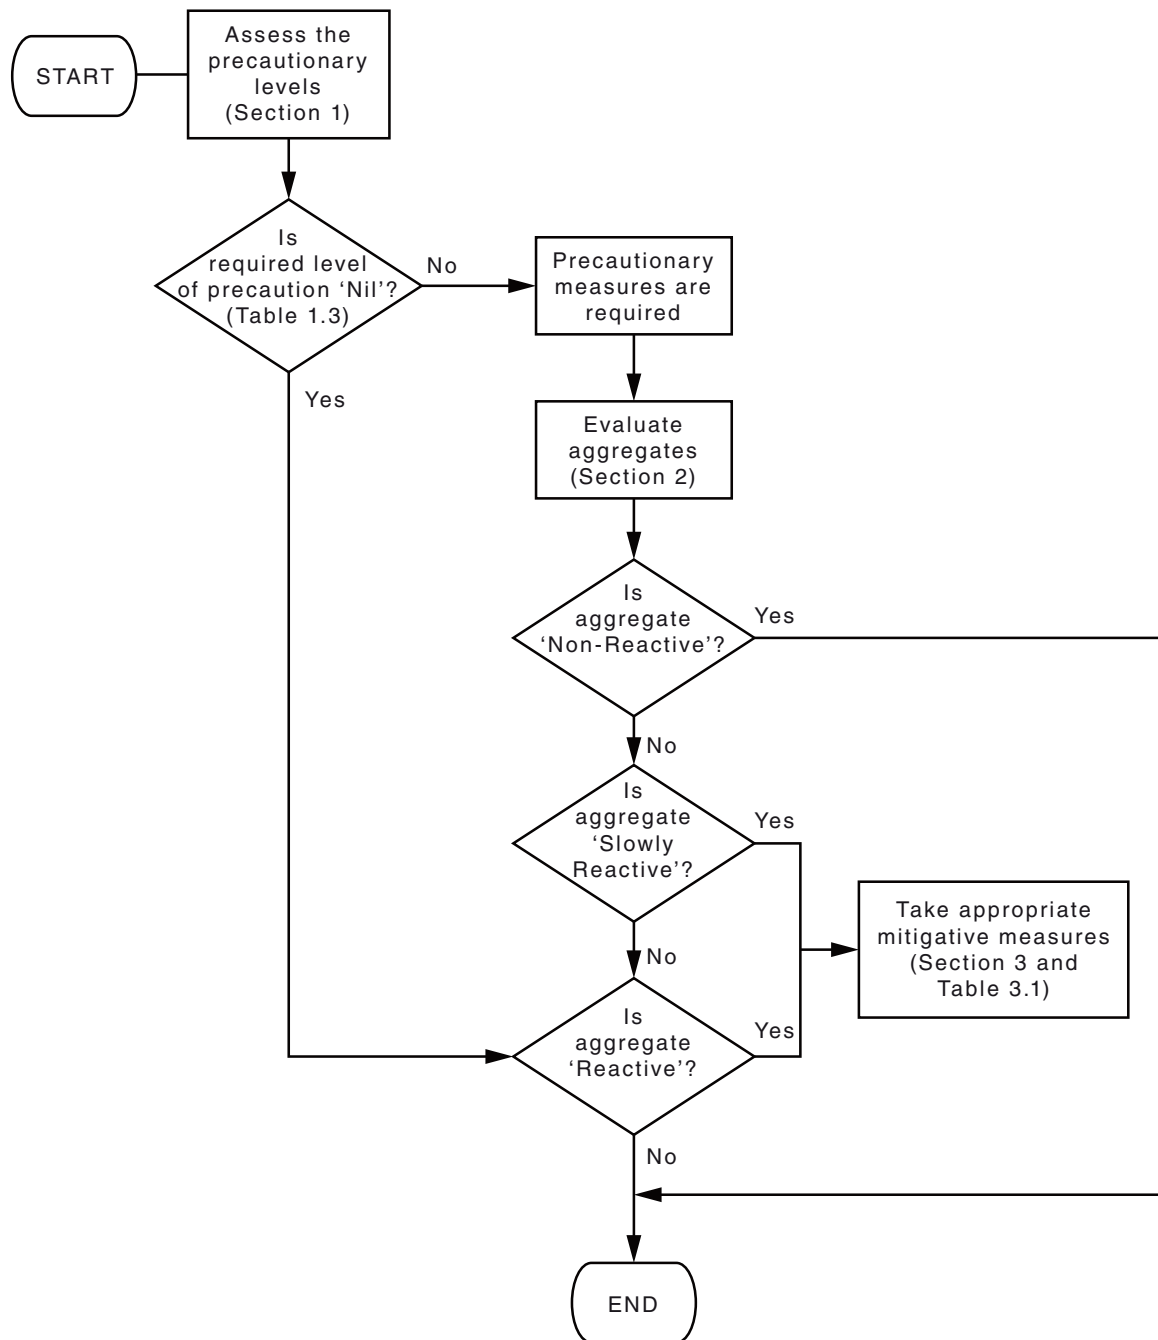 START
Assess the
precautionary
levels
(Section 1)
Is
required level
of precaution ‘Nil’?
(Table 1.3)
No
Precautionary
measures are
required
Yes
Evaluate
aggregates
(Section 2)
Is
aggregate
‘Non-Reactive’?
Yes
No
Is
aggregate
‘Slowly
Reactive’?
Yes
Take appropriate
mitigative measures
(Section 3 and
Table 3.1)
No
Is
aggregate
‘Reactive’?
Yes
No
END